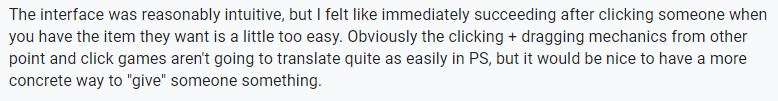 The interface was reasonably intuitive, but I felt like immediately succeeding after clicking someone when
you have the item they want is a little too easy. Obviously the clicking + dragging mechanics from other
point and click games aren't going to translate quite as easily in PS, but it would be nice to have a more
concrete way to "give" someone something.